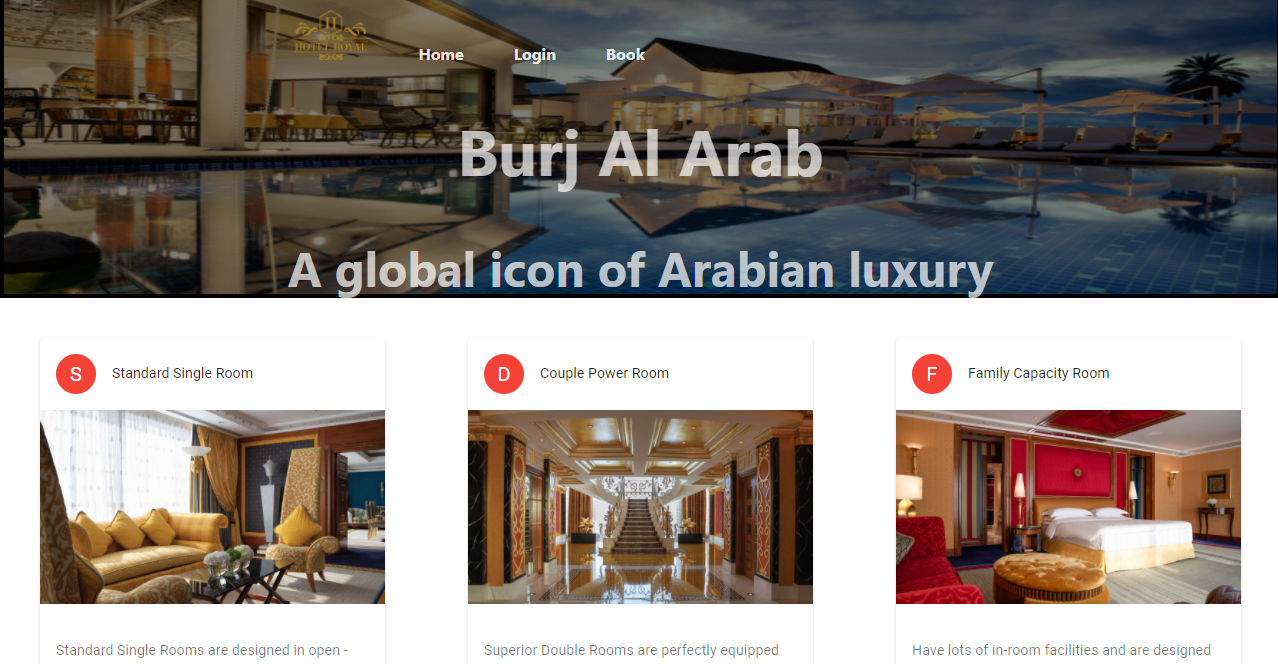 HOTEL ROYAL
Home Login Book
Burj Al Arab
A global icon of Arabian luxury
S Standard Single Room
D Couple Power Room
F Family Capacity Room
Standard Single Rooms are designed in open -
Superior Double Rooms are perfectly equipped
Have lots of in-room facilities and are designed